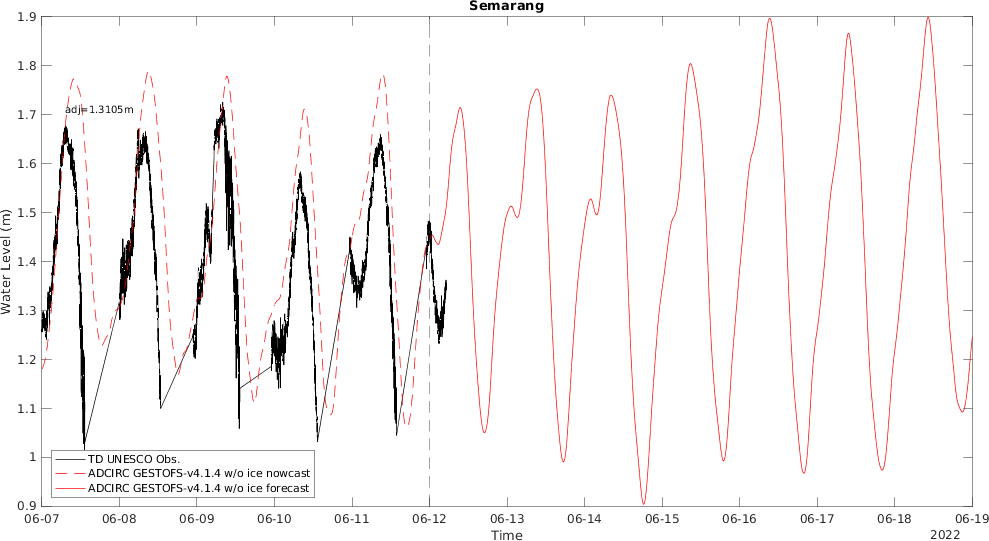 Semarang
1.9
1.8
1.7
1.6
1.5
1.4
1.3
1.2
1.1
1
0.9
Water Level (m)
adj=1.3105m
TD UNESCO Obs.
ADCIRC GESTOFS-v4.1.4 w/o ice nowcast
ADCIRC GESTOFS-v4.1.4 w/o ice forecast
06-07 06-08 06-09 06-10 06-11 06-12 06-13 06-14 06-15 06-16 06-17 06-18 06-19
Time
2022